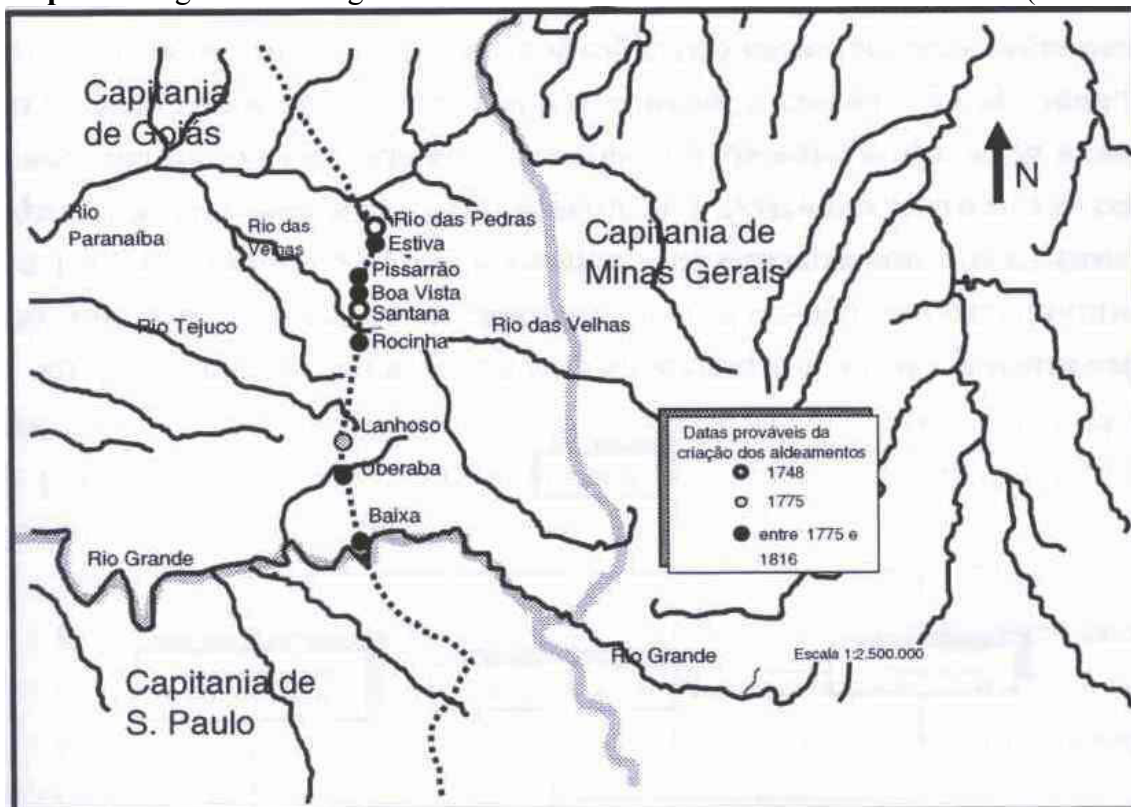 Capitania
de Goiás
Rio
Paranaíba
Rio das
Velhas
Rio das Pedras
Estiva
Pissarrão
Boa Vista
Santana
Rocinha
Rio Tejuco
Rio das Velhas
Capitania de
Minas Gerais
N
Lanhoso
Uberaba
Baixa
Rio Grande
Datas prováveis da
criação dos aldeamentos
1748
1775
entre 1775 e
1816
Rio Grande
Escala 1:2.500.000
Capitania de
S. Paulo